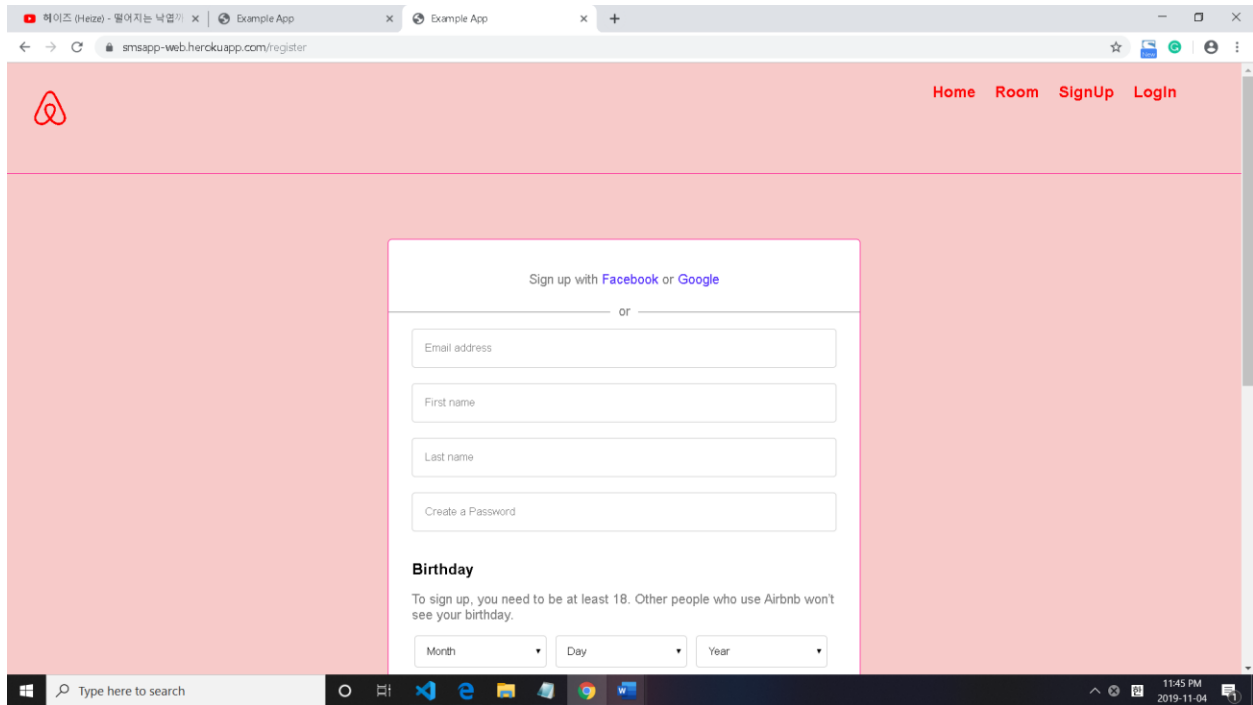 헤이즈 (Heize) - 떨어지는 낙엽까
Example App
Example App
smsapp-web.herokuapp.com/register
New
Home Room SignUp LogIn
Sign up with Facebook or Google
or
Email address
First name
Last name
Create a Password
Birthday
To sign up, you need to be at least 18. Other people who use Airbnb won't
see your birthday.
Month Day Year
Type here to search
한
11:45 PM
2019-11-04
1